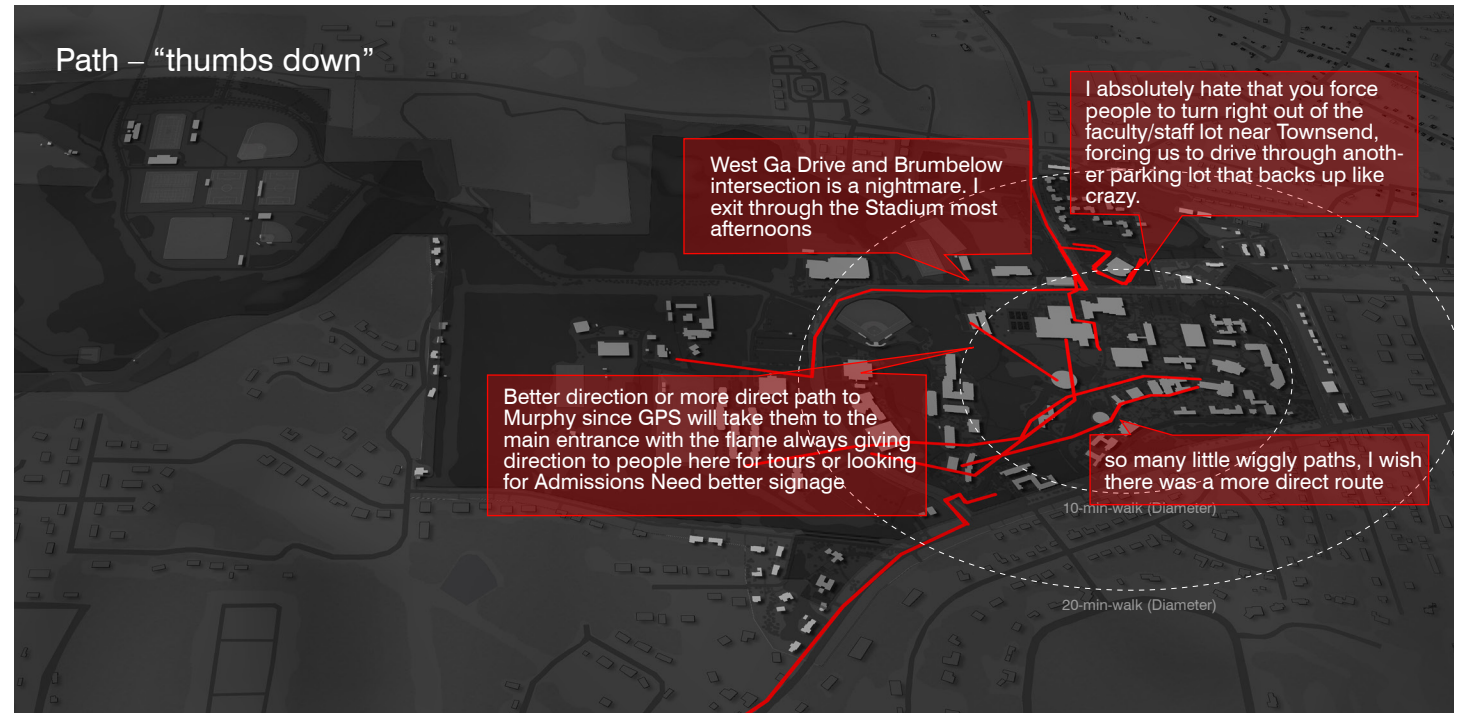 Path – “thumbs down”
I absolutely hate that you force
people to turn right out of the
faculty/staff lot near Townsend,
forcing us to drive through anoth-
er parking lot that backs up like
crazy.
West Ga Drive and Brumbelow
intersection is a nightmare. I
exit through the Stadium most
afternoons
Better direction or more direct path to
Murphy since GPS will take them to the
main entrance with the flame always giving
direction to people here for tours or looking
for Admissions Need better signage
so many little wiggly paths, I wish
there was a more direct route
10-min-walk (Diameter)
20-min-walk (Diameter)